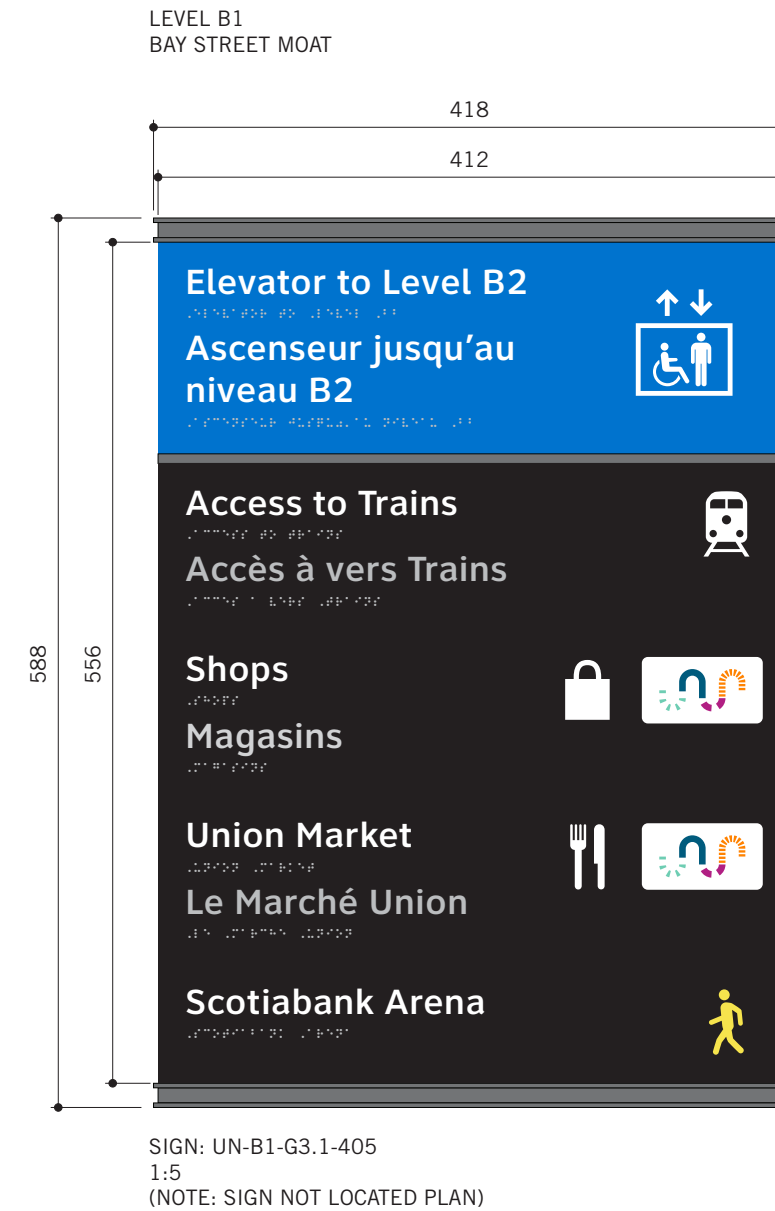 LEVEL B1
BAY STREET MOAT
418
412
588
556
Elevator to Level B2
Ascenseur jusqu'au
niveau B2
Access to Trains
Accès à vers Trains
Shops
Magasins
Union Market
Le Marché Union
Scotiabank Arena
SIGN: UN-B1-G3.1-405
1:5
(NOTE: SIGN NOT LOCATED PLAN)